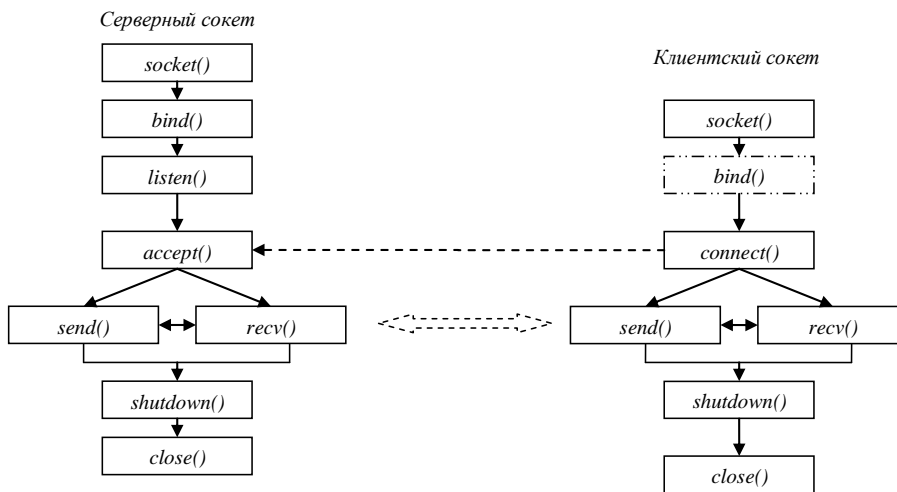 Серверный сокет
socket()
bind()
listen()
accept()
send()
recv()
shutdown()
close()
Клиентский сокет
socket()
bind()
connect()
send()
recv()
shutdown()
close()